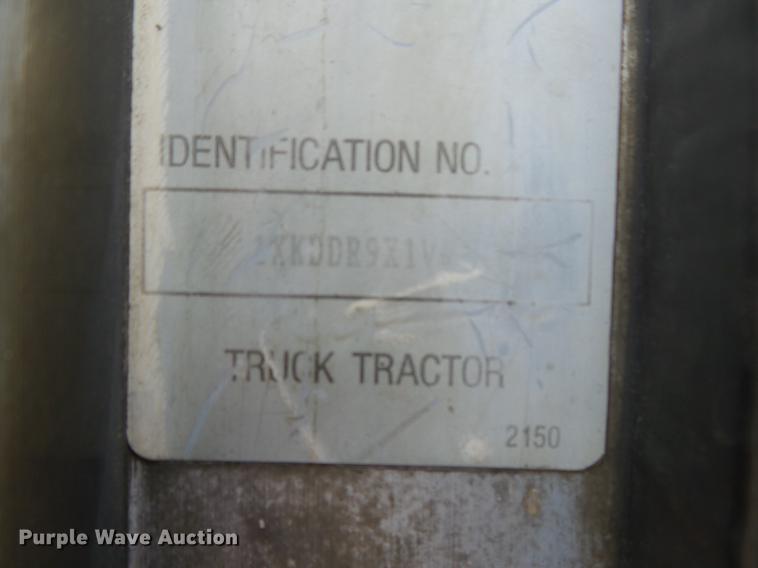 IDENTIFICATION NO.
TRUCK TRACTOR
2150
Purple Wave Auction